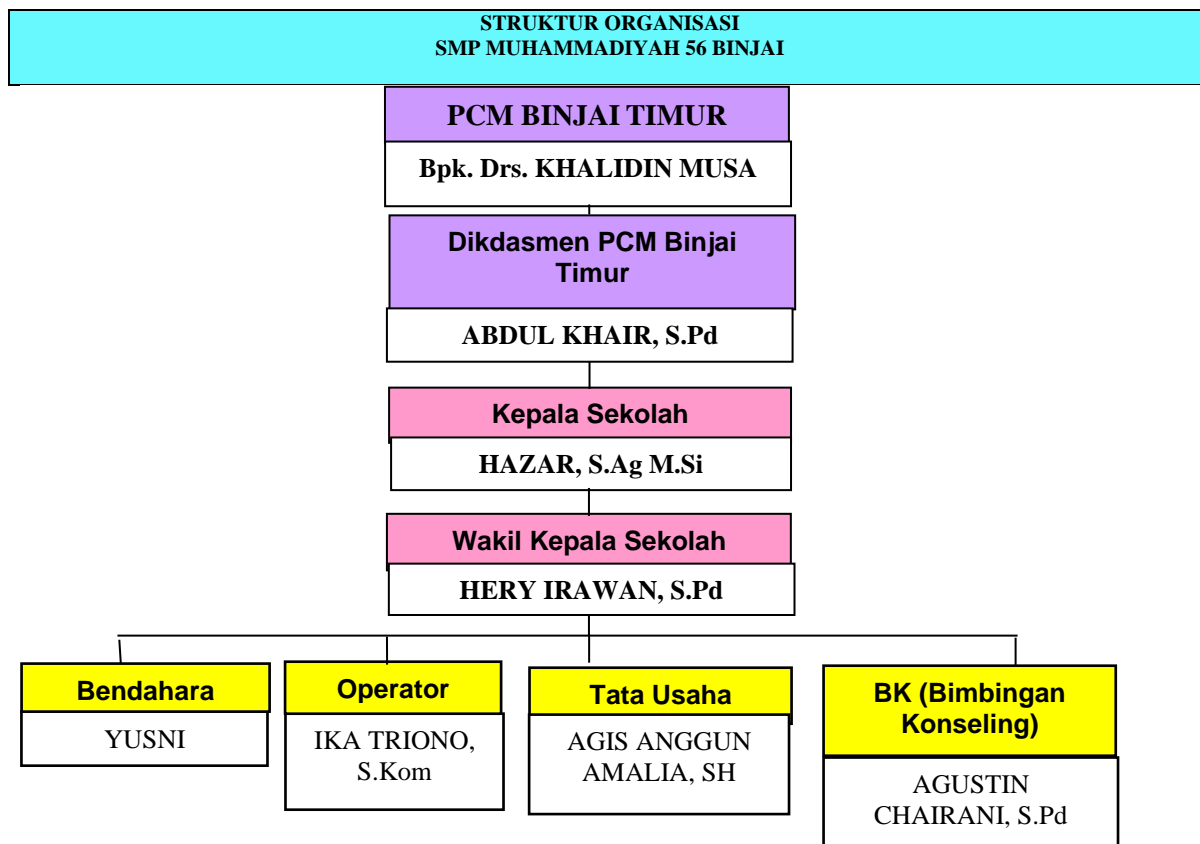 STRUKTUR ORGANISASI
SMP MUHAMMADIYAH 56 BINJAI
PCM BINJAI TIMUR
Bpk. Drs. KHALIDIN MUSA
Dikdasmen PCM Binjai
Timur
ABDUL KHAIR, S.Pd
Kepala Sekolah
HAZAR, S.Ag M.Si
Wakil Kepala Sekolah
HERY IRAWAN, S.Pd
Bendahara
YUSNI
Operator
IKA TRIONO,
S.Kom
Tata Usaha
AGIS ANGGUN
AMALIA, SH
BK (Bimbingan
Konseling)
AGUSTIN
CHAIRANI, S.Pd